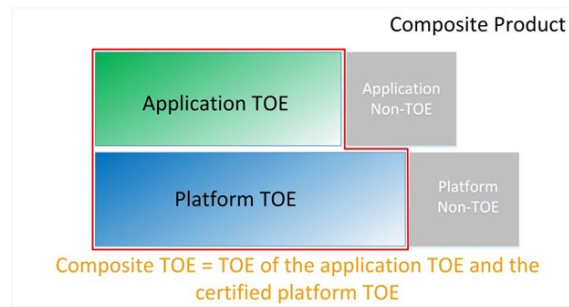 Composite Product
Application TOE
Application
Non-TOE
Platform TOE
Platform
Non-TOE
Composite TOE = TOE of the application TOE and the
certified platform TOE